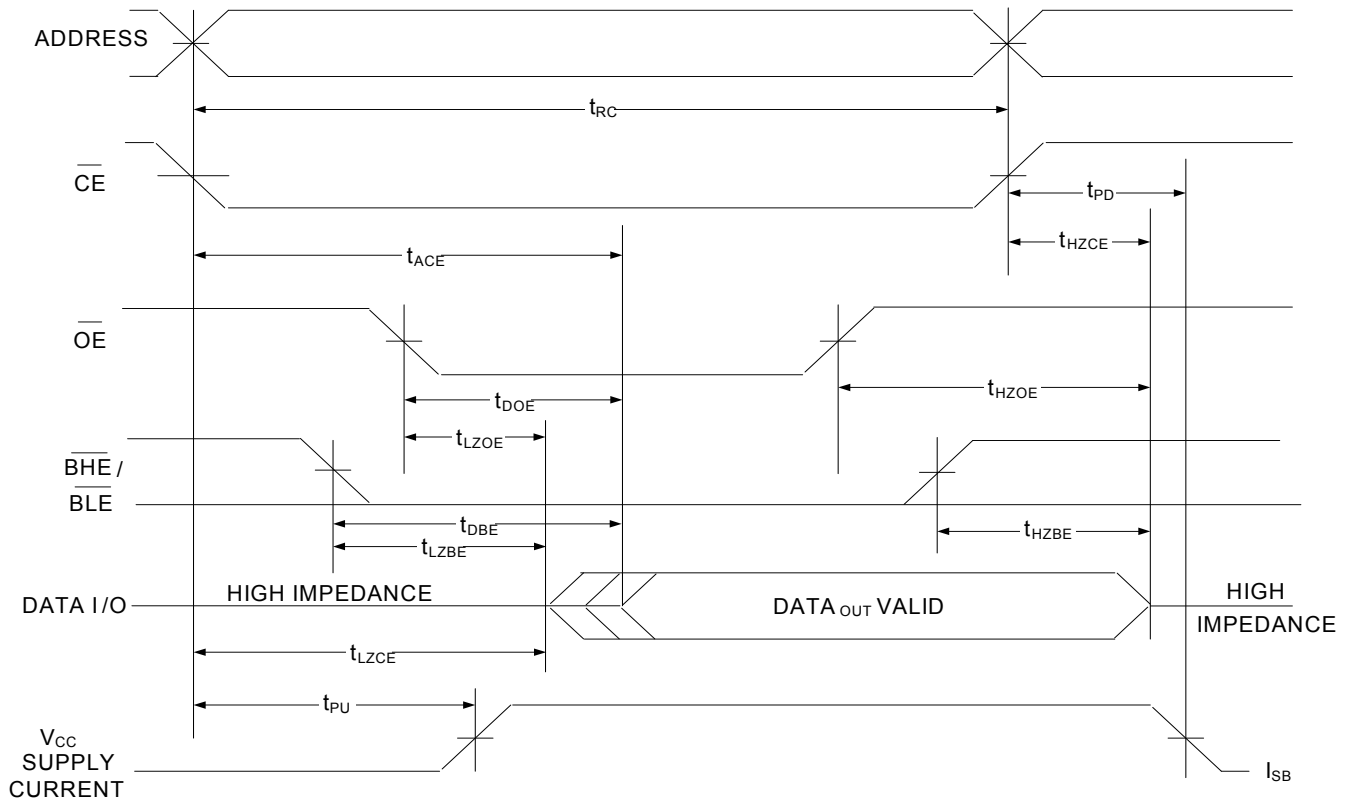 ADDRESS
tRC
CE
tPD
tHZCE
tACE
OE
tHZOE
tDOE
tLZOE
BHE /
BLE
tDBE
tHZBE
tLZBE
DATA I/O
HIGH IMPEDANCE
DATA OUT VALID
HIGH
IMPEDANCE
tLZCE
tPU
VCC
SUPPLY
CURRENT
ISB